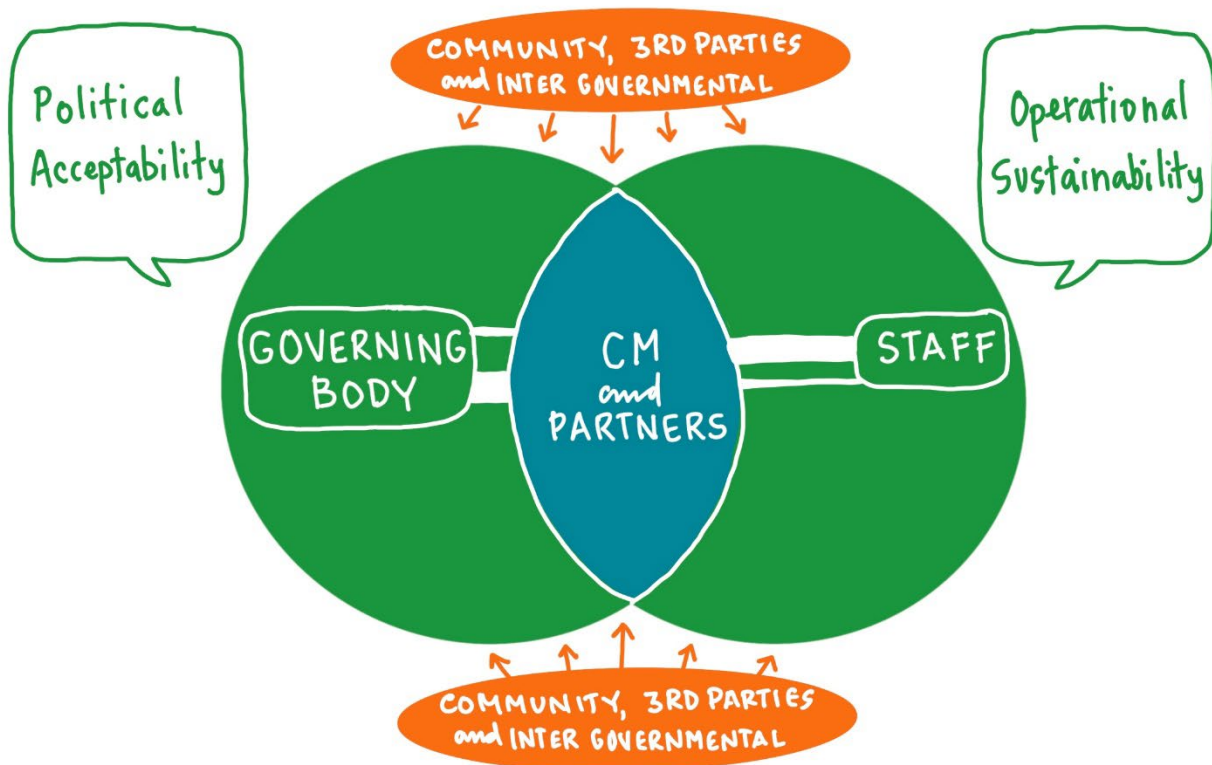 COMMUNITY, 3RD PARTIES
and INTER GOVERNMENTAL
Political
Acceptability
Operational
Sustainability
GOVERNING
BODY
CM
and
PARTNERS
STAFF
COMMUNITY, 3RD PARTIES
and INTER GOVERNMENTAL